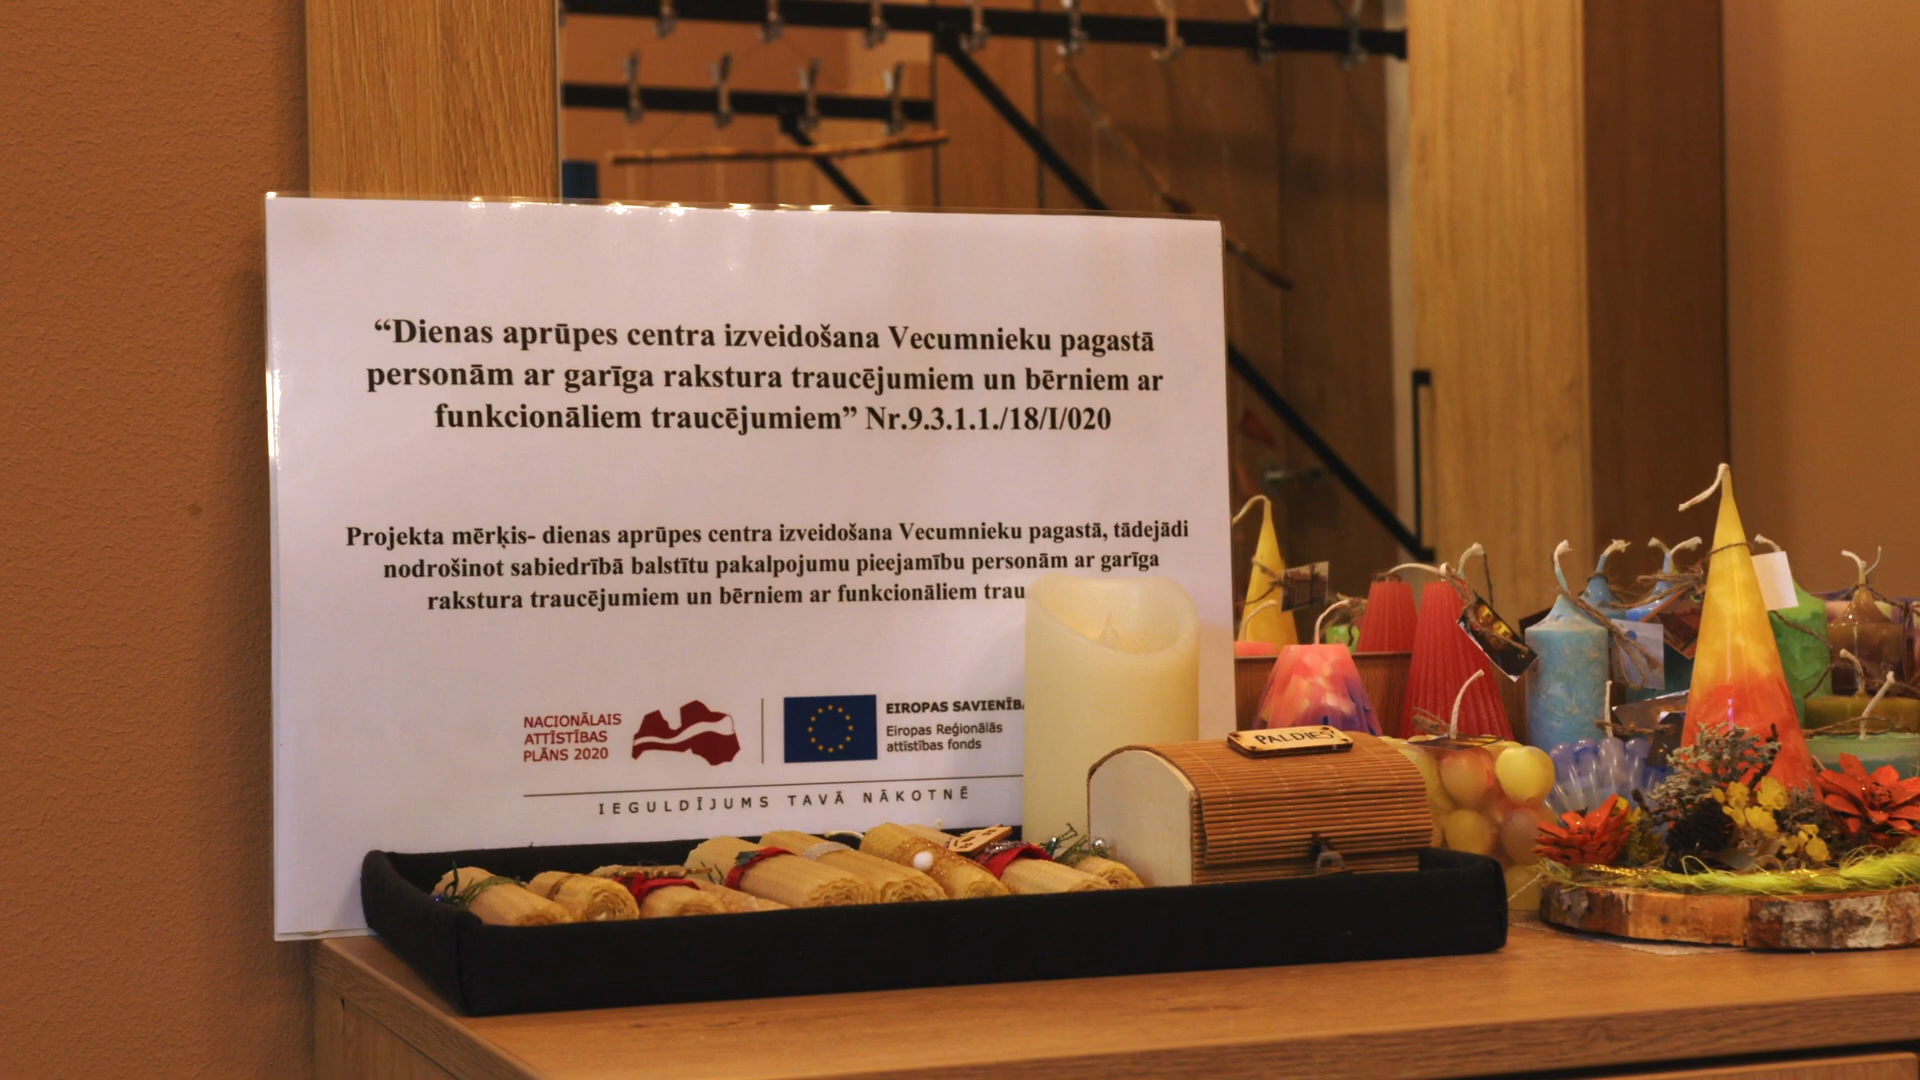 “Dienas aprūpes centra izveidošana Vecumnieku pagastā
personām ar garīga rakstura traucējumiem un bērniem ar
funkcionāliem traucējumiem” Nr.9.3.1.1./18/I/020
Projekta mērķis- dienas aprūpes centra izveidošana Vecumnieku pagastā, tādejādi
nodrošinot sabiedrībā balstītu pakalpojumu pieejamību personām ar garīga
rakstura traucējumiem un bērniem ar funkcionāliem
NACIONĀLAIS
ATTĪSTĪBAS
PLĀNS 2020
EIROPAS
Eiropas Reģionālās
attīstības fonds
IEGULDĪJUMS TAVĀ NĀKOTNĒ
PALDIES!